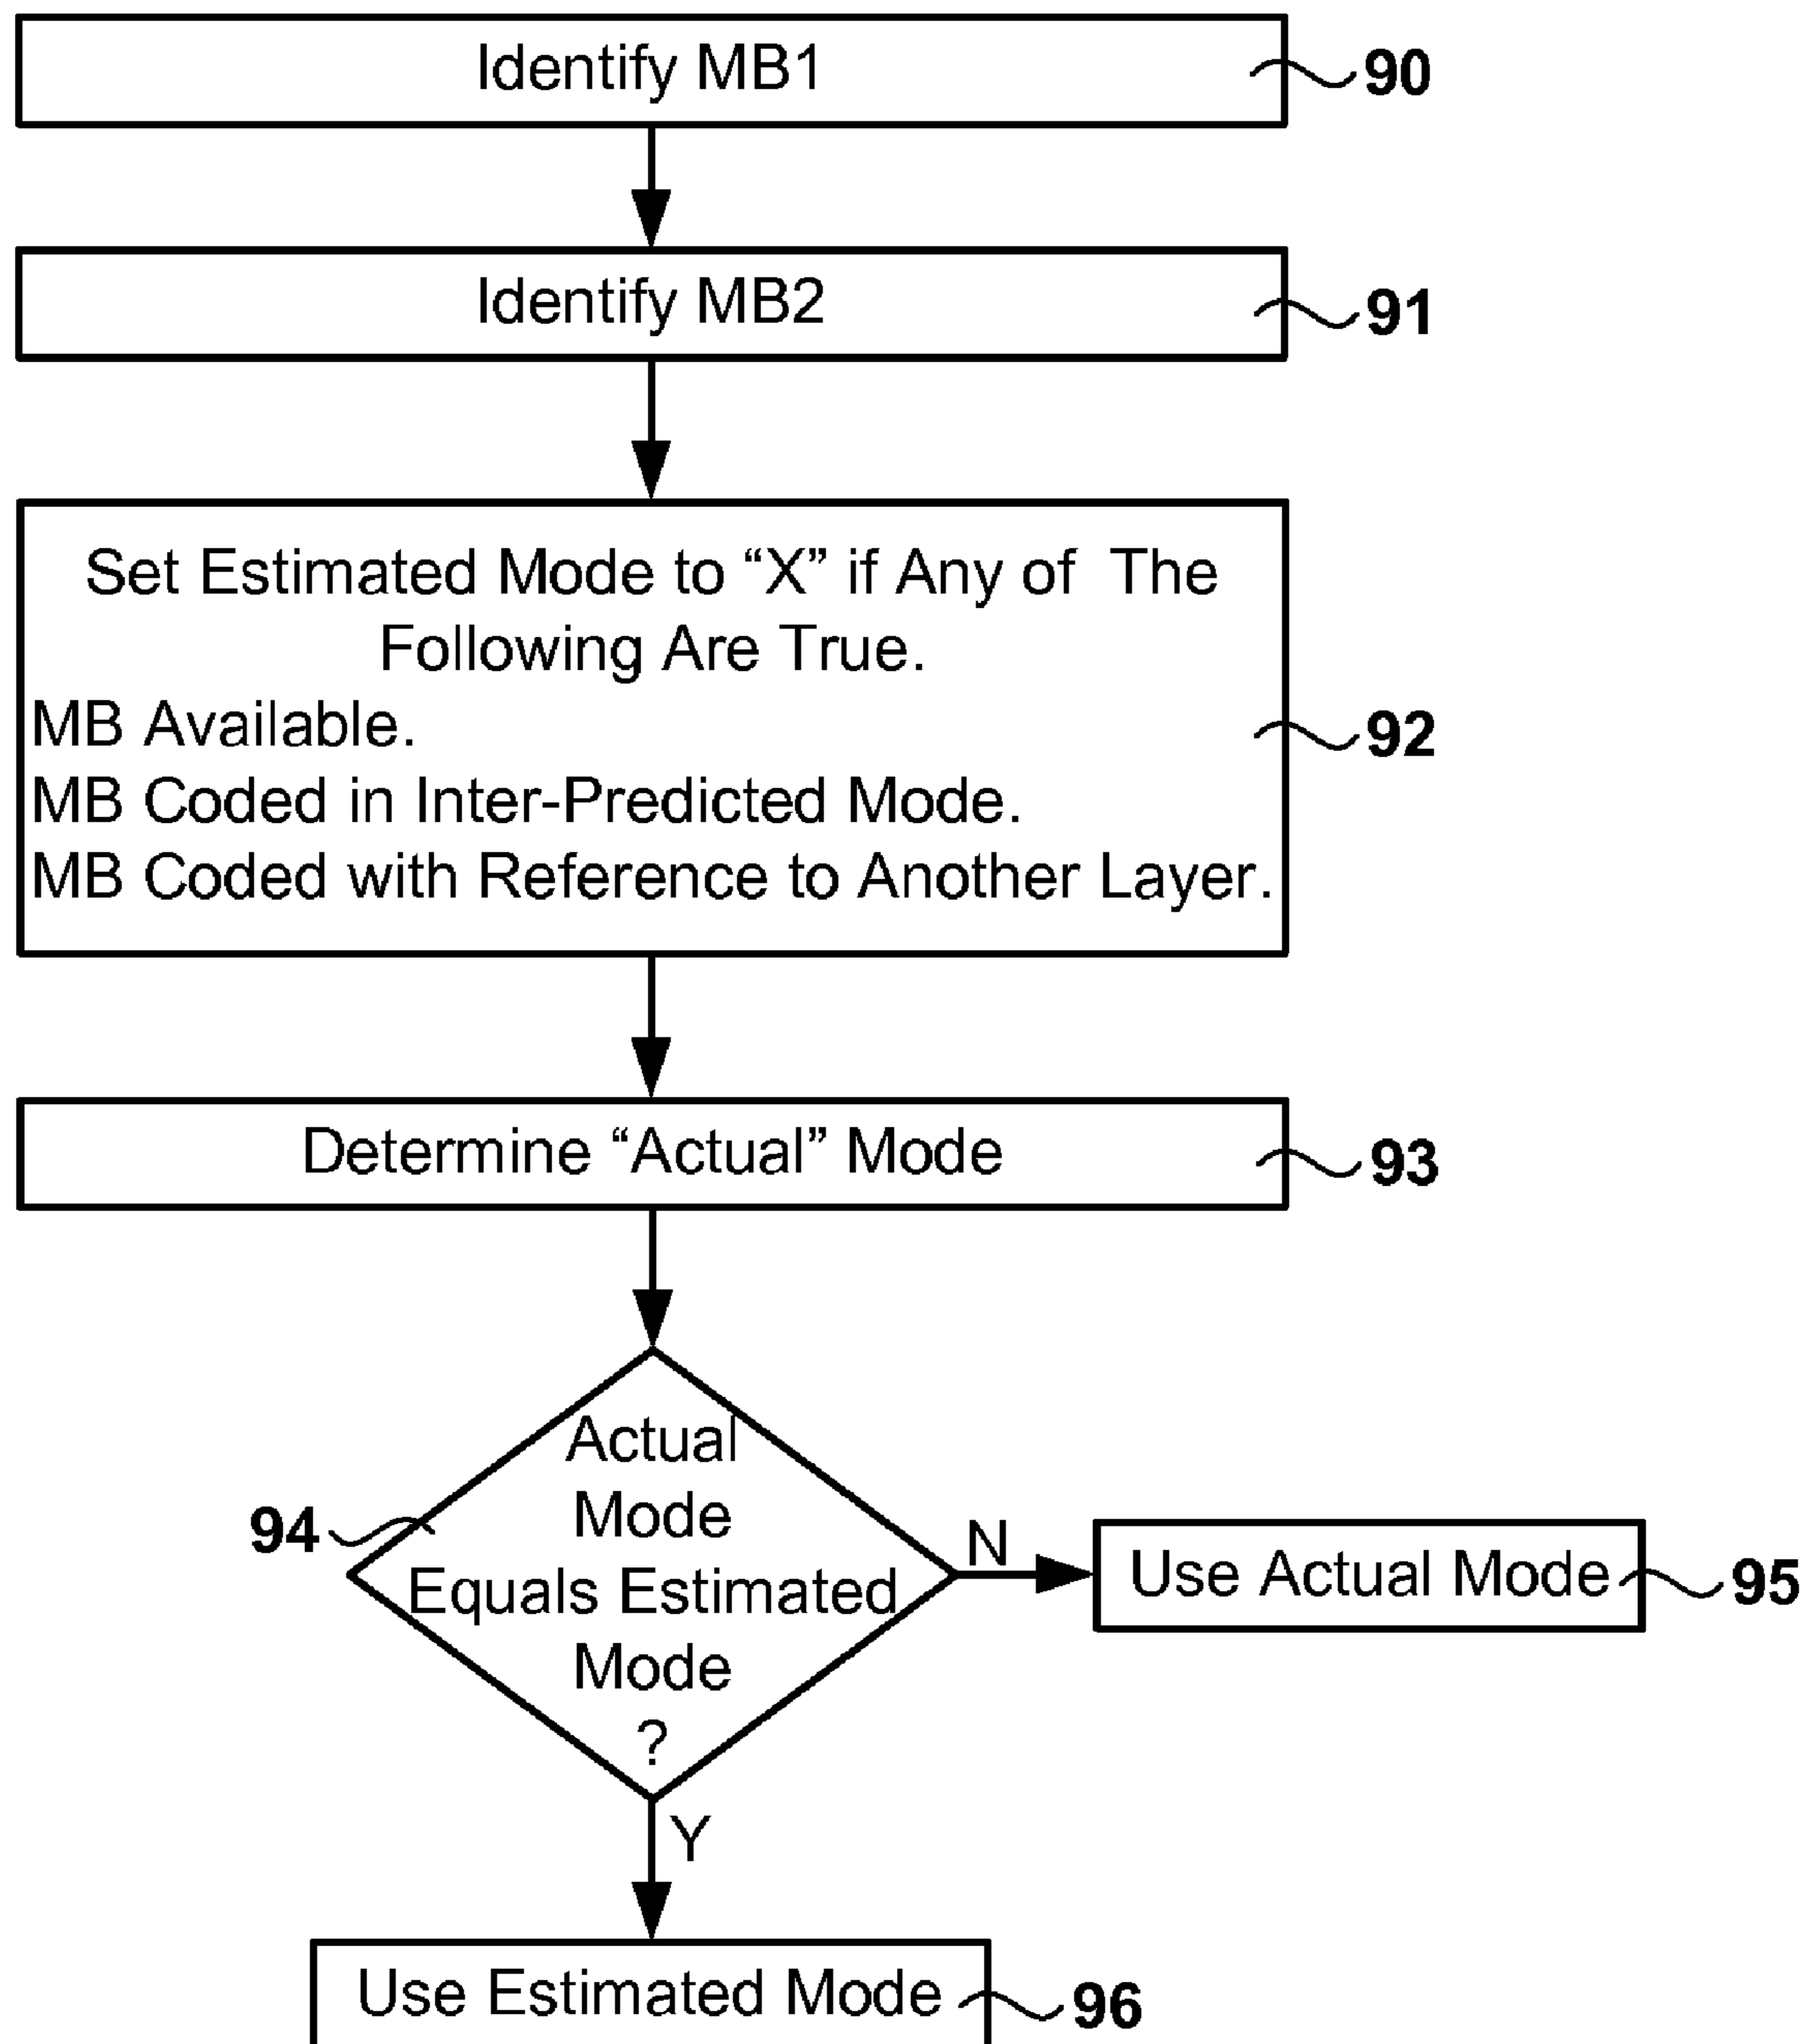 Identify MB1
90
Identify MB2
91
Set Estimated Mode to “X” if Any of The
Following Are True.
MB Available.
MB Coded in Inter-Predicted Mode.
MB Coded with Reference to Another Layer.
92
Determine “Actual” Mode
93
Actual
Mode
Equals Estimated
Mode
?
94
N
Use Actual Mode
95
Y
Use Estimated Mode
96